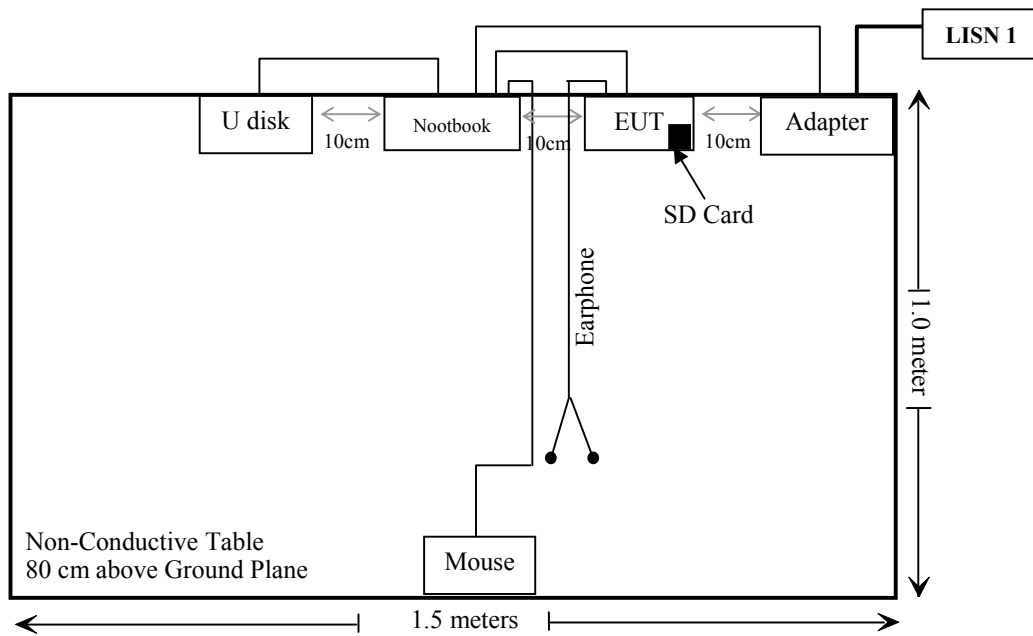 LISN 1
U disk
10cm
Nootbook
10cm
EUT
10cm
Adapter
SD Card
Earphone
1.0 meter
Non-Conductive Table
80 cm above Ground Plane
Mouse
1.5 meters